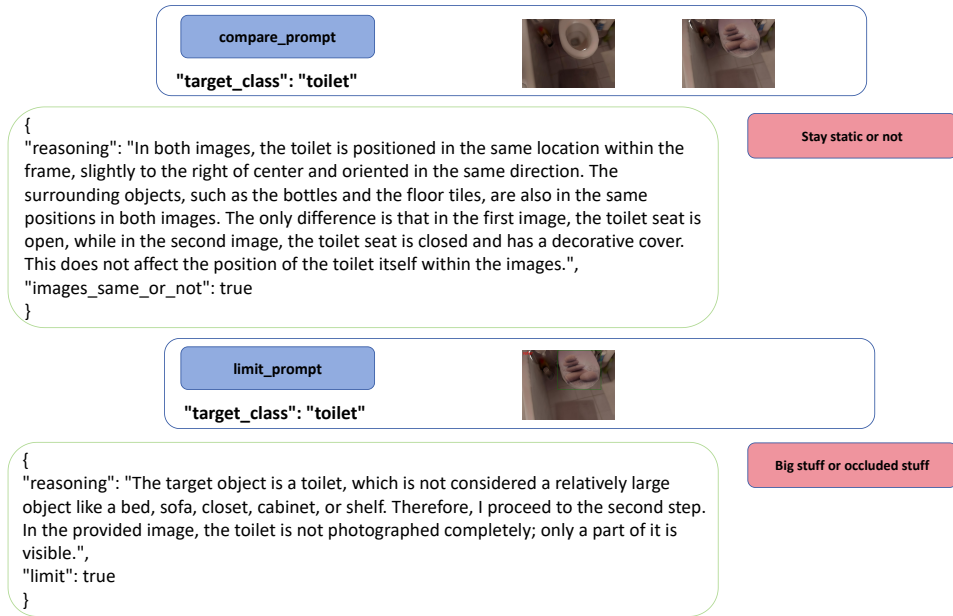 compare_prompt
"target_class": "toilet"
{
"reasoning": "In both images, the toilet is positioned in the same location within the
frame, slightly to the right of center and oriented in the same direction. The
surrounding objects, such as the bottles and the floor tiles, are also in the same
positions in both images. The only difference is that in the first image, the toilet seat is
open, while in the second image, the toilet seat is closed and has a decorative cover.
This does not affect the position of the toilet itself within the images.",
"images_same_or_not": true
}
Stay static or not
limit_prompt
"target_class": "toilet"
{
"reasoning": "The target object is a toilet, which is not considered a relatively large
object like a bed, sofa, closet, cabinet, or shelf. Therefore, I proceed to the second step.
In the provided image, the toilet is not photographed completely; only a part of it is
visible.",
"limit": true
}
Big stuff or occluded stuff